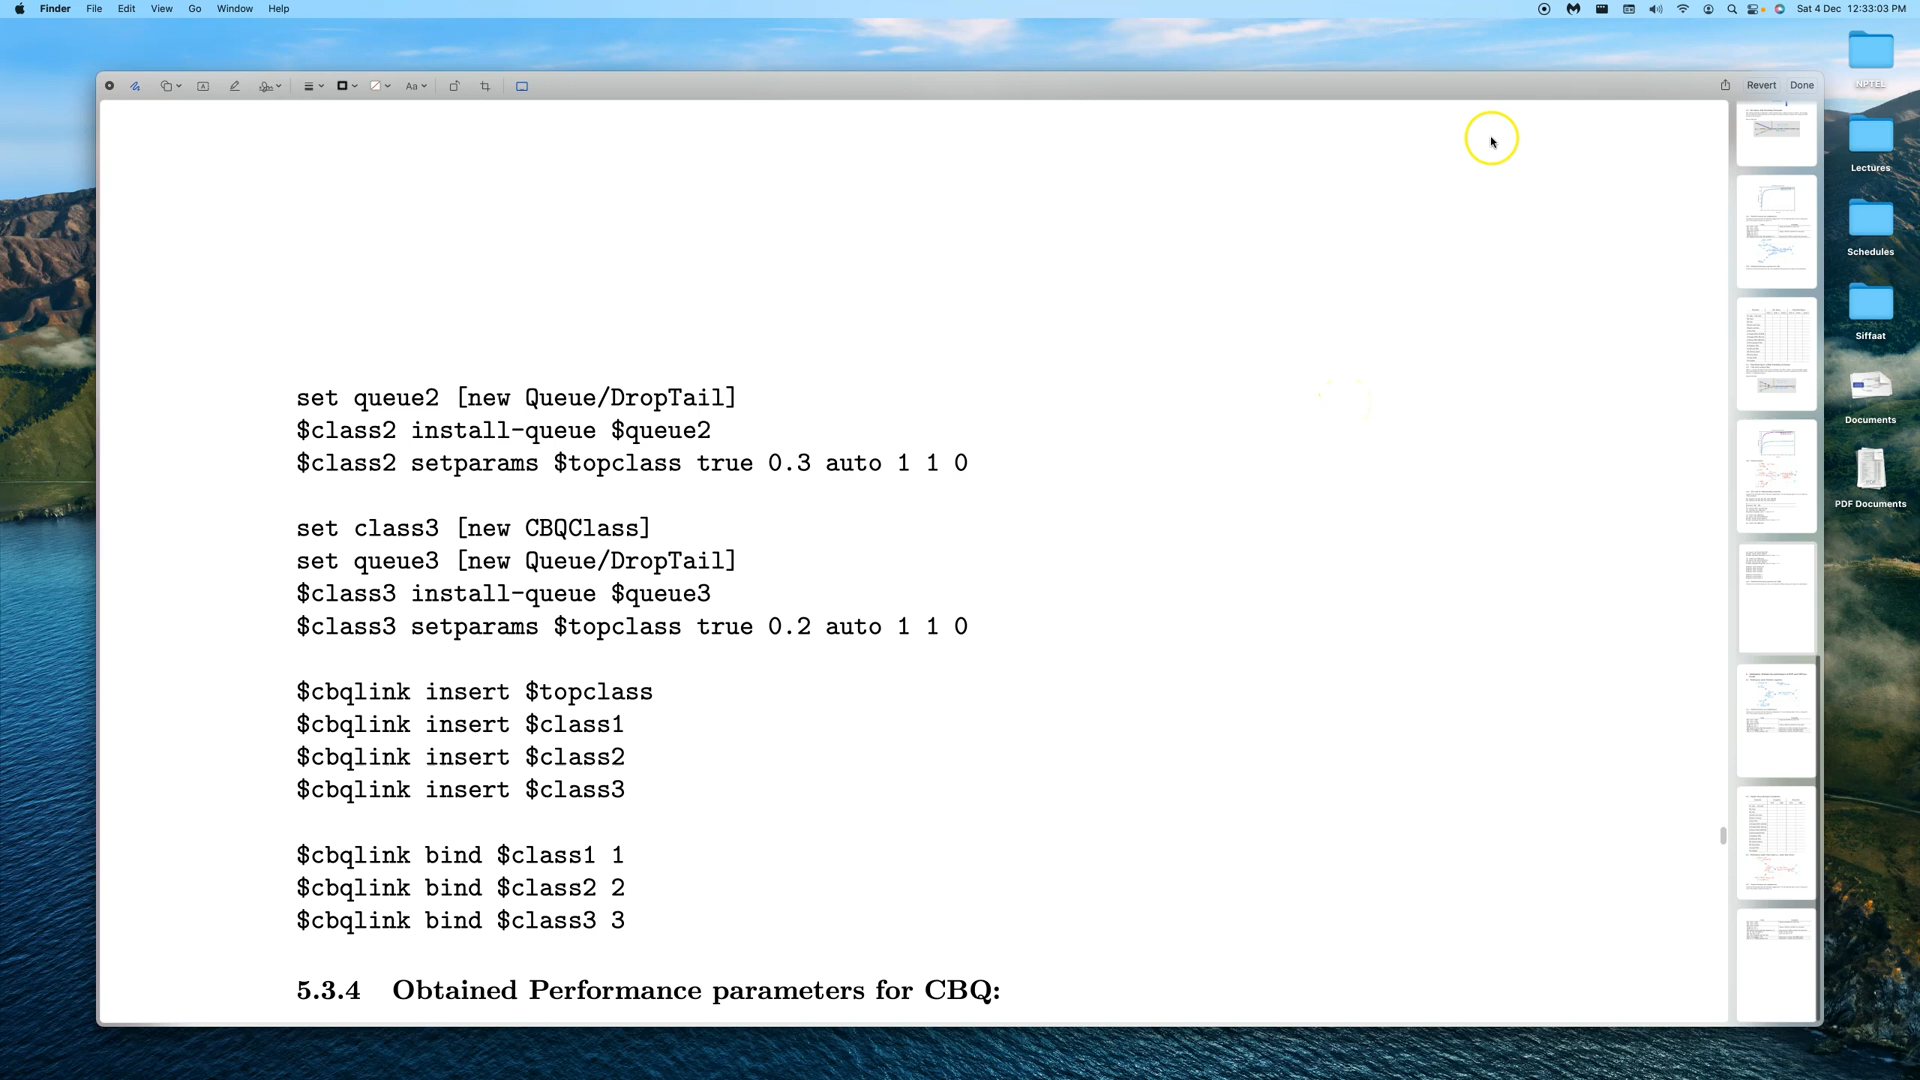 Finder File Edit View Go Window Help
Sat 4 Dec 12:33:03 PM
Aa
Revert Done
set queue2 [new Queue/DropTail]
$class2 install-queue $queue2
$class2 setparams $topclass true 0.3 auto 1 1 0
set class3 [new CBQClass]
set queue3 [new Queue/DropTail]
$class3 install-queue $queue3
$class3 setparams $topclass true 0.2 auto 1 1 0
$cbqlink insert $topclass
$cbqlink insert $class1
$cbqlink insert $class2
$cbqlink insert $class3
$cbqlink bind $class1 1
$cbqlink bind $class2 2
$cbqlink bind $class3 3
5.3.4 Obtained Performance parameters for CBQ:
NPTEL
Lectures
Schedules
Siffaat
Documents
PDF
PDF Documents